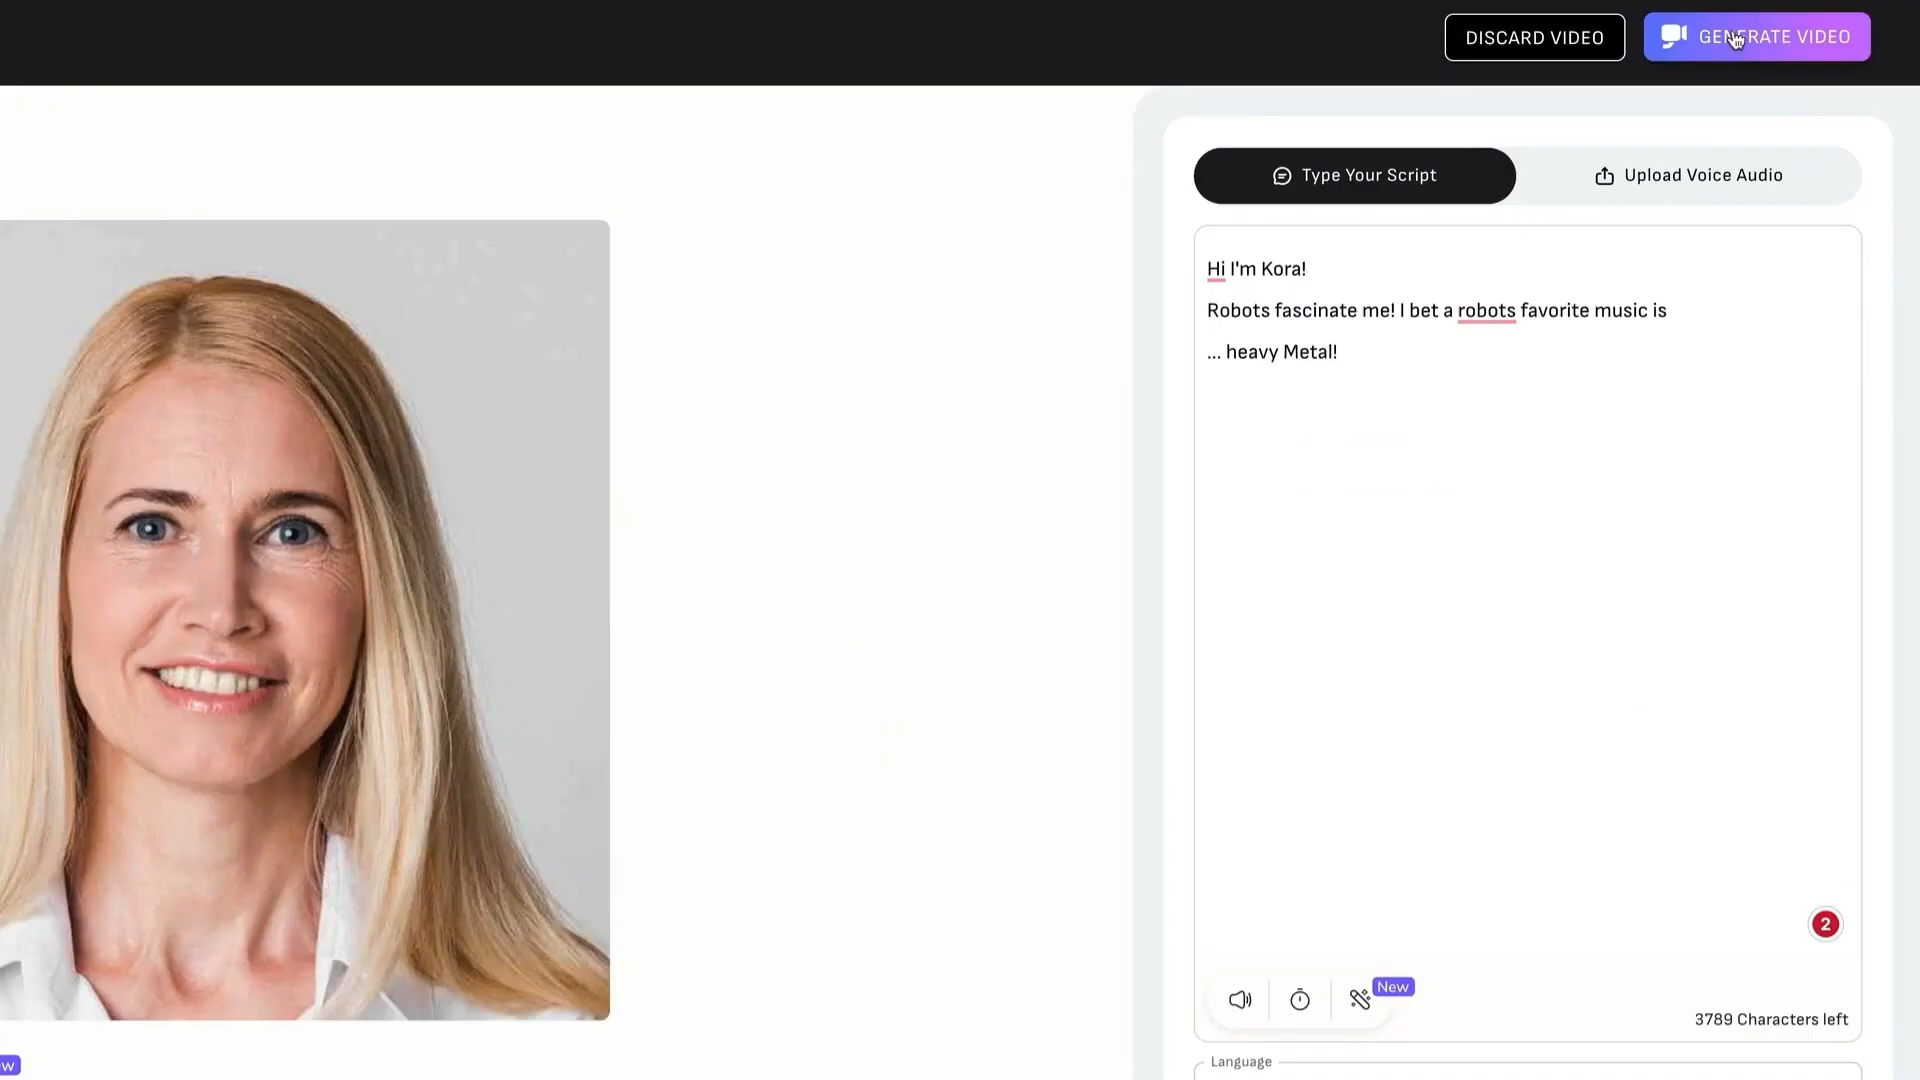 DISCARD VIDEO
GENERATE VIDEO
Type Your Script
Upload Voice Audio
Hi I'm Kora!
Robots fascinate me! I bet a robots favorite music is
... heavy Metal!
2
New
3789 Characters left
Language